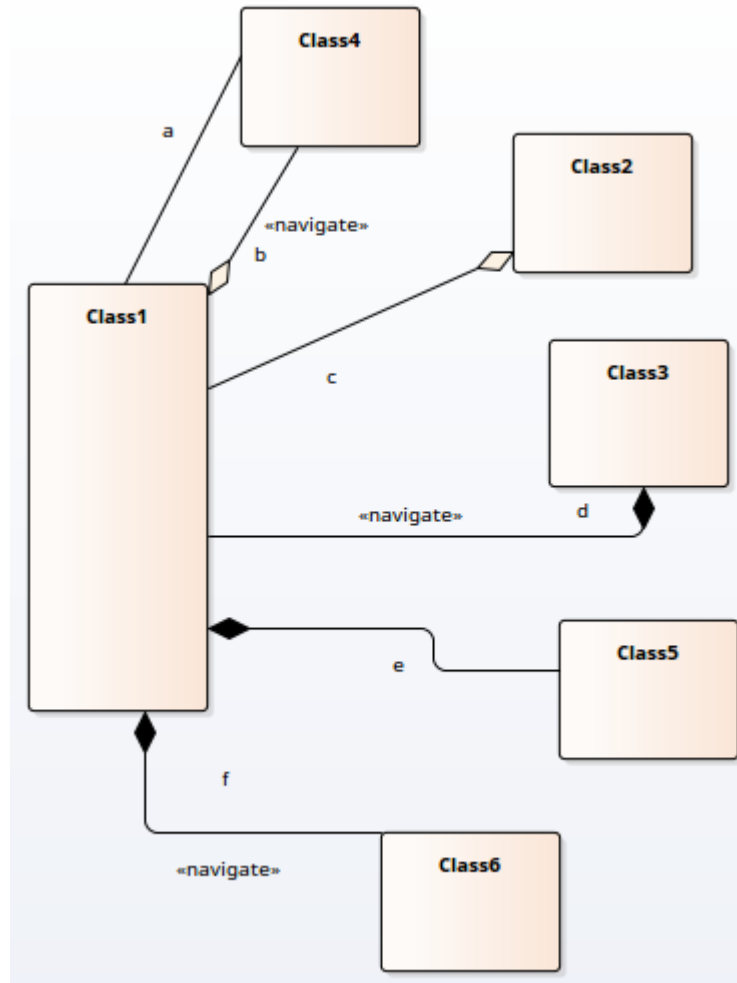 Class4
a
Class2
«navigate»
b
Class1
Class3
c
«navigate»
d
Class5
e
f
Class6
«navigate»